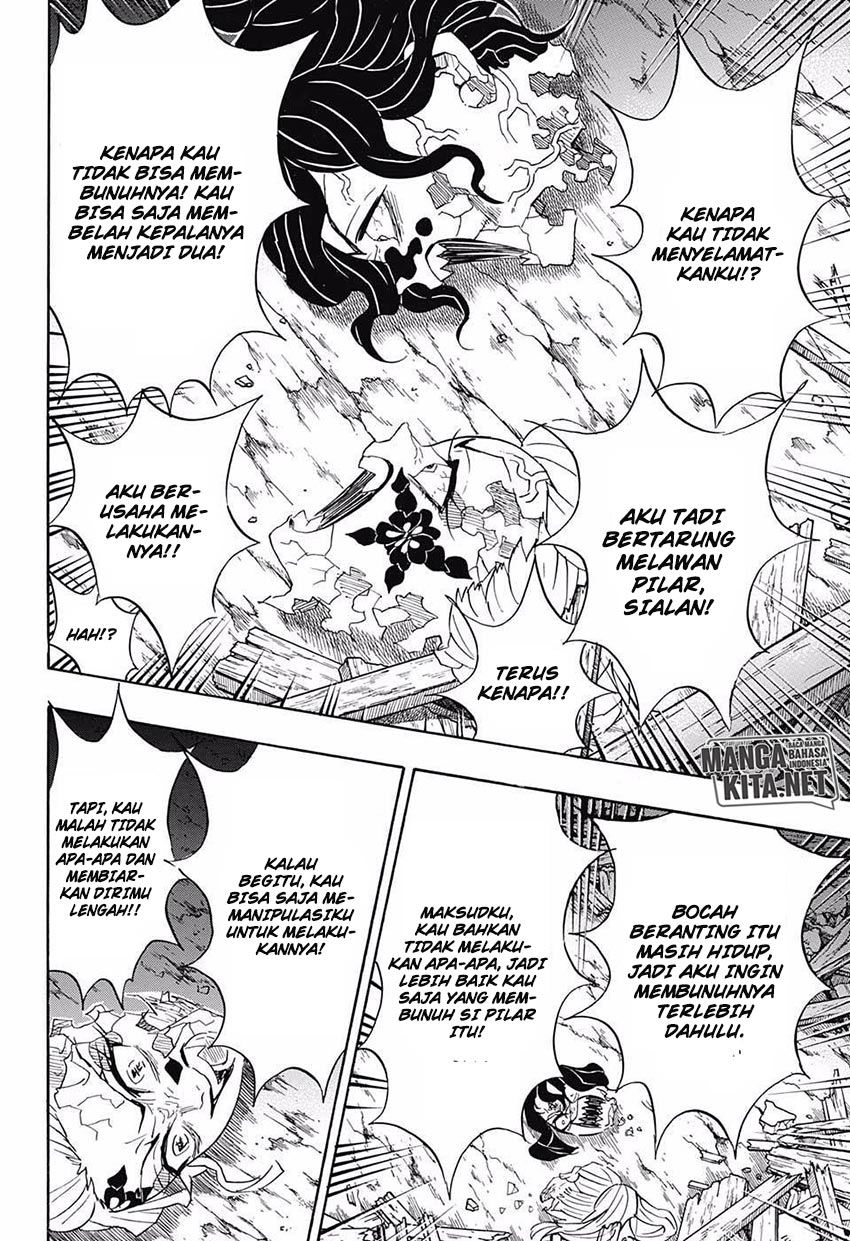 KENAPA
KAU TIDAK
MENYELAMAT-
KANKU!?
KENAPA KAU
TIDAK BISA MEM-
BUNUHNYA! KAU
BISA SAJA MEM-
BELAH KEPALANYA
MENJADI DUA!
AKU TADI
BERTARUNG
MELAWAN
PILAR,
SIALAN!
TERUS
KENAPA!!
AKU BER-
USAHA ME-
LAKUKAN-
NYA!!
HAH!?
MANGA
KITA.NET
BACA MANGA
BAHASA
INDONESIA
BOCAH
BERANTING ITU
MASIH HIDUP,
JADI AKU INGIN
MEMBUNUHNYA
TERLEBIH
DAHULU.
MAKSUDKU,
KAU BAHKAN
TIDAK MELAKU-
KAN APA-APA, JADI
LEBIH BAIK KAU
SAJA YANG MEM-
BUNUH SI PILAR
ITU!
KALAU
BEGITU, KAU
BISA SAJA ME-
MANIPULASIKU
UNTUK MELAKU-
KANNYA!
TAPI, KAU
MALAH TIDAK
MELAKUKAN
APA-APA DAN
MEMBIAR-
KAN DIRIMU
LENGAH!!